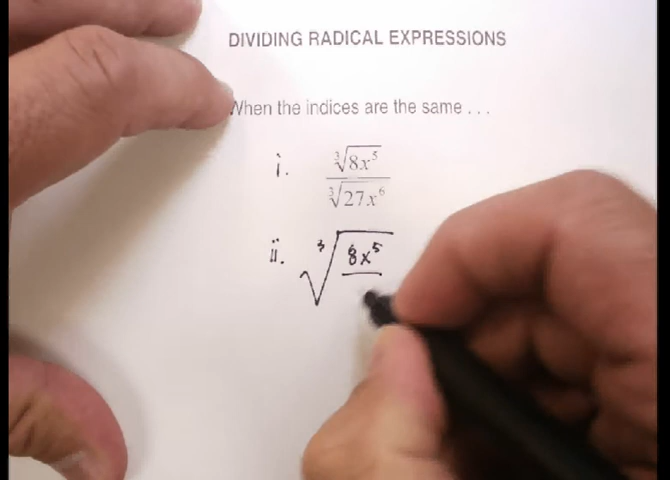 DIVIDING RADICAL EXPRESSIONS
When the indices are the same . . .
i. ∛8x⁵
∛27x⁶
ii. ∛8x⁵